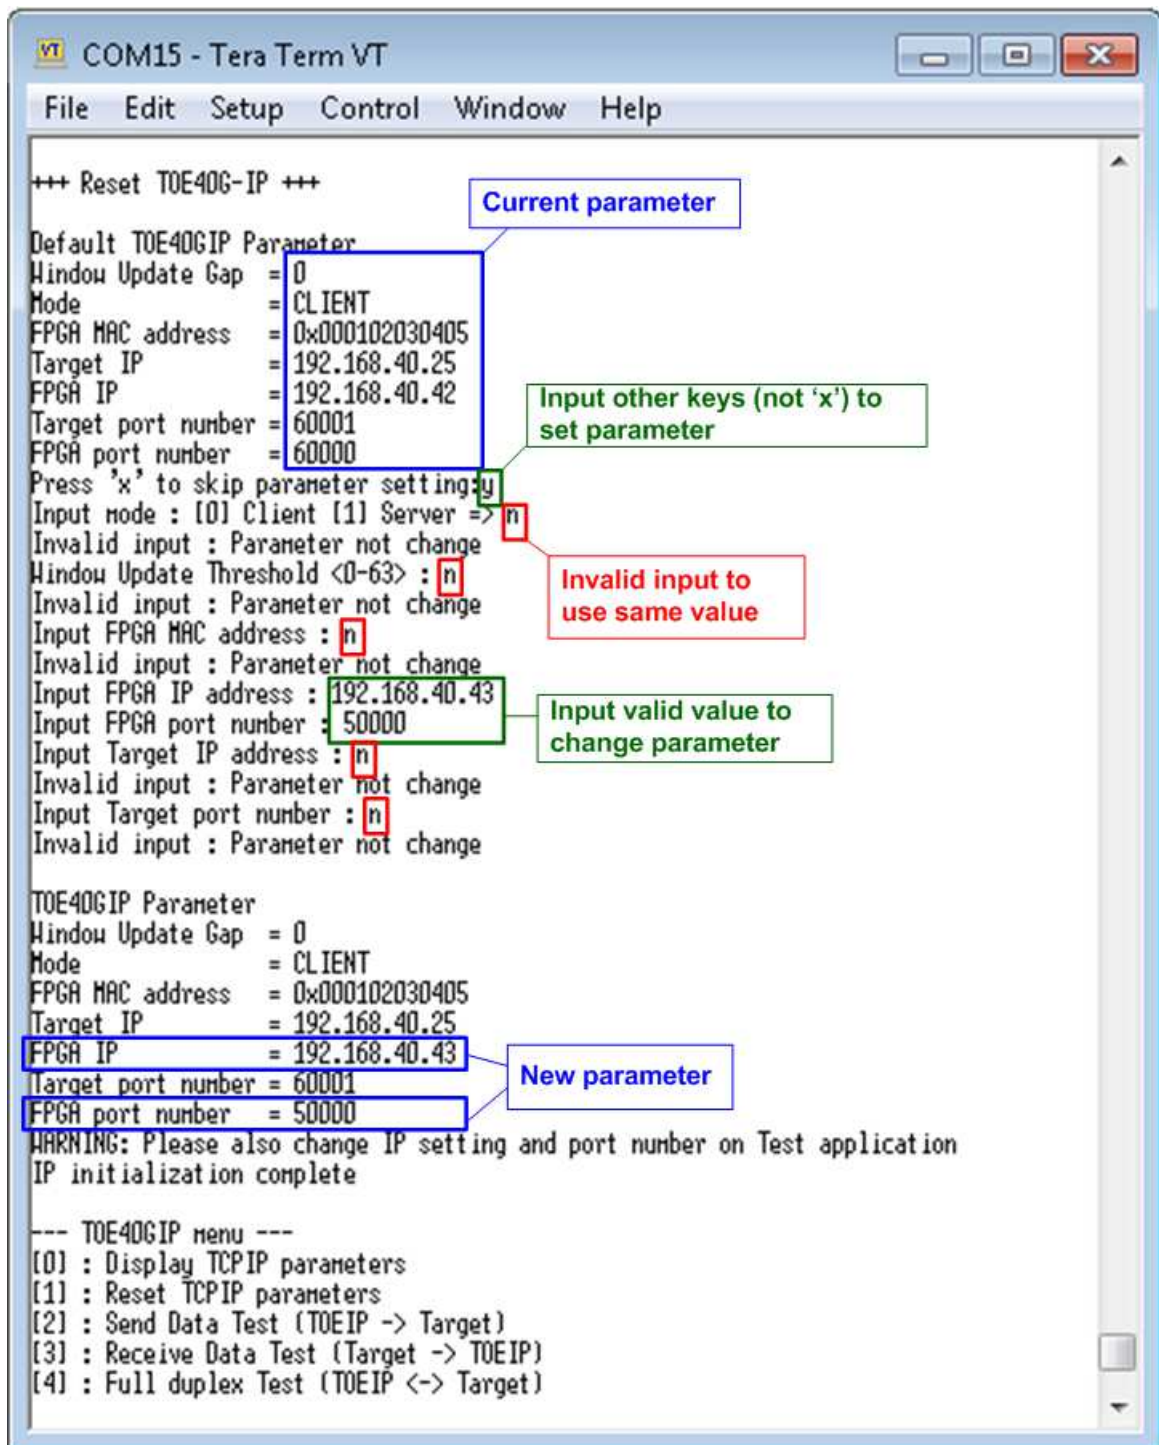 COM15 - Tera Term VT
File Edit Setup Control Window Help
+++ Reset TOE40G-IP +++
Current parameter
Default TOE40GIP Parameter
Window Update Gap = 0
Mode = CLIENT
FPGA MAC address = 0x000102030405
Target IP = 192.168.40.25
FPGA IP = 192.168.40.42
Target port number = 60001
FPGA port number = 60000
Input other keys (not ‘x’) to
set parameter
Press 'x' to skip parameter setting:y
Input mode : [0] Client [1] Server => n
Invalid input : Parameter not change
Window Update Threshold <0-63> : n
Invalid input : Parameter not change
Input FPGA MAC address : n
Invalid input : Parameter not change
Invalid input to
use same value
Input FPGA IP address : 192.168.40.43
Input FPGA port number : 50000
Input valid value to
change parameter
Input Target IP address : n
Invalid input : Parameter not change
Input Target port number : n
Invalid input : Parameter not change
TOE40GIP Parameter
Window Update Gap = 0
Mode = CLIENT
FPGA MAC address = 0x000102030405
Target IP = 192.168.40.25
FPGA IP = 192.168.40.43
Target port number = 60001
FPGA port number = 50000
New parameter
WARNING: Please also change IP setting and port number on Test application
IP initialization complete
--- TOE40GIP menu ---
[0] : Display TCPIP parameters
[1] : Reset TCPIP parameters
[2] : Send Data Test (TOEIP -> Target)
[3] : Receive Data Test (Target -> TOEIP)
[4] : Full duplex Test (TOEIP <-> Target)